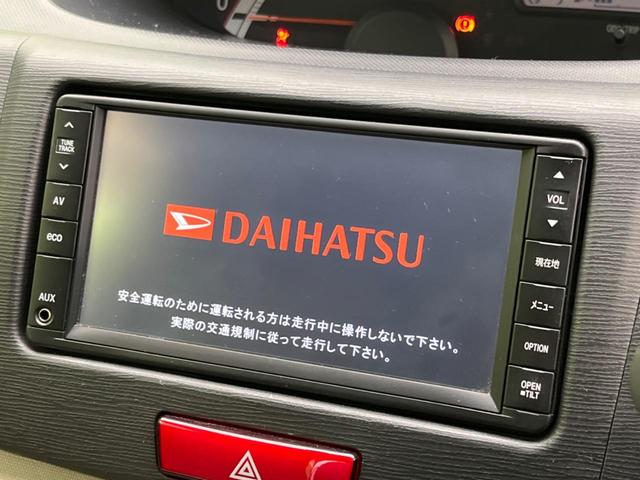 0
TUNE
TRACK
AV
eco
AUX
DAIHATSU
安全運転のために運転される方は走行中に操作しないで下さい。
実際の交通規制に従って走行して下さい。
VOL
現在地
メニュー
OPTION
OPEN
TILT